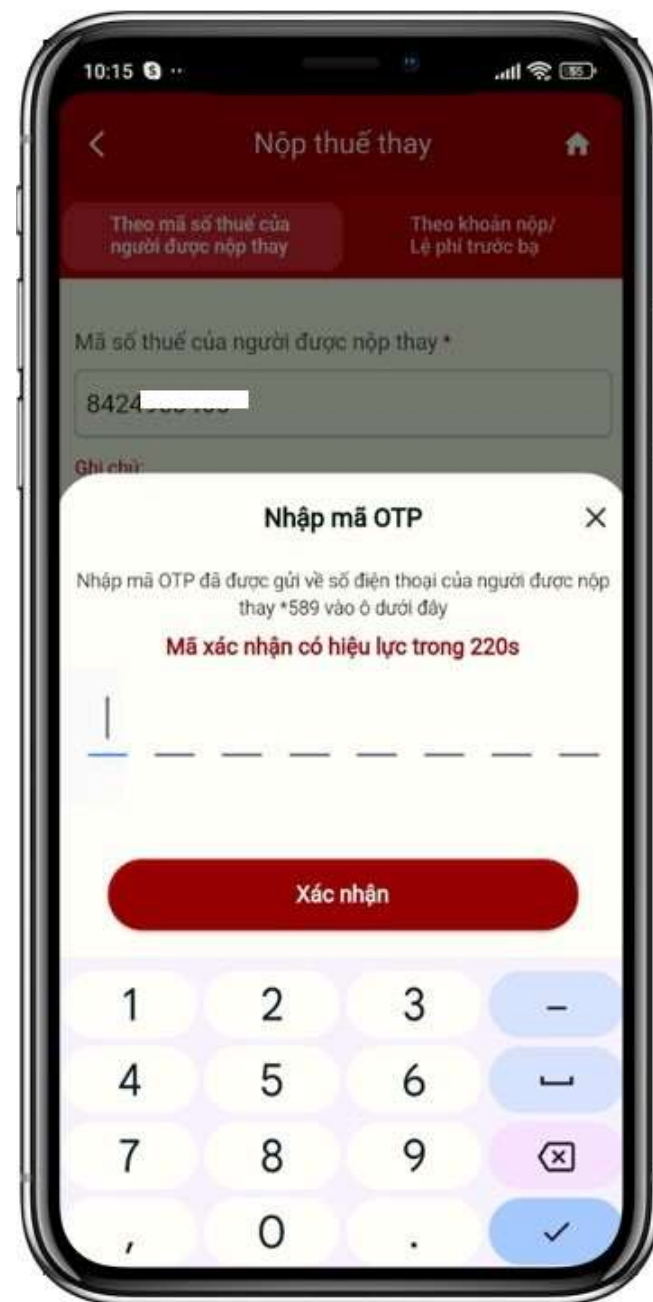 10:15
Nộp thuế thay
Theo mã số thuế của
người được nộp thay
Theo khoản nộp/
Lệ phí trước bạ
Mã số thuế của người được nộp thay *
8424
Ghi chú:
Nhập mã OTP
Nhập mã OTP đã được gửi về số điện thoại của người được nộp
thay *589 vào ô dưới đây
Mã xác nhận có hiệu lực trong 220s
Xác nhận
1 2 3 –
4 5 6
7 8 9
, 0 .